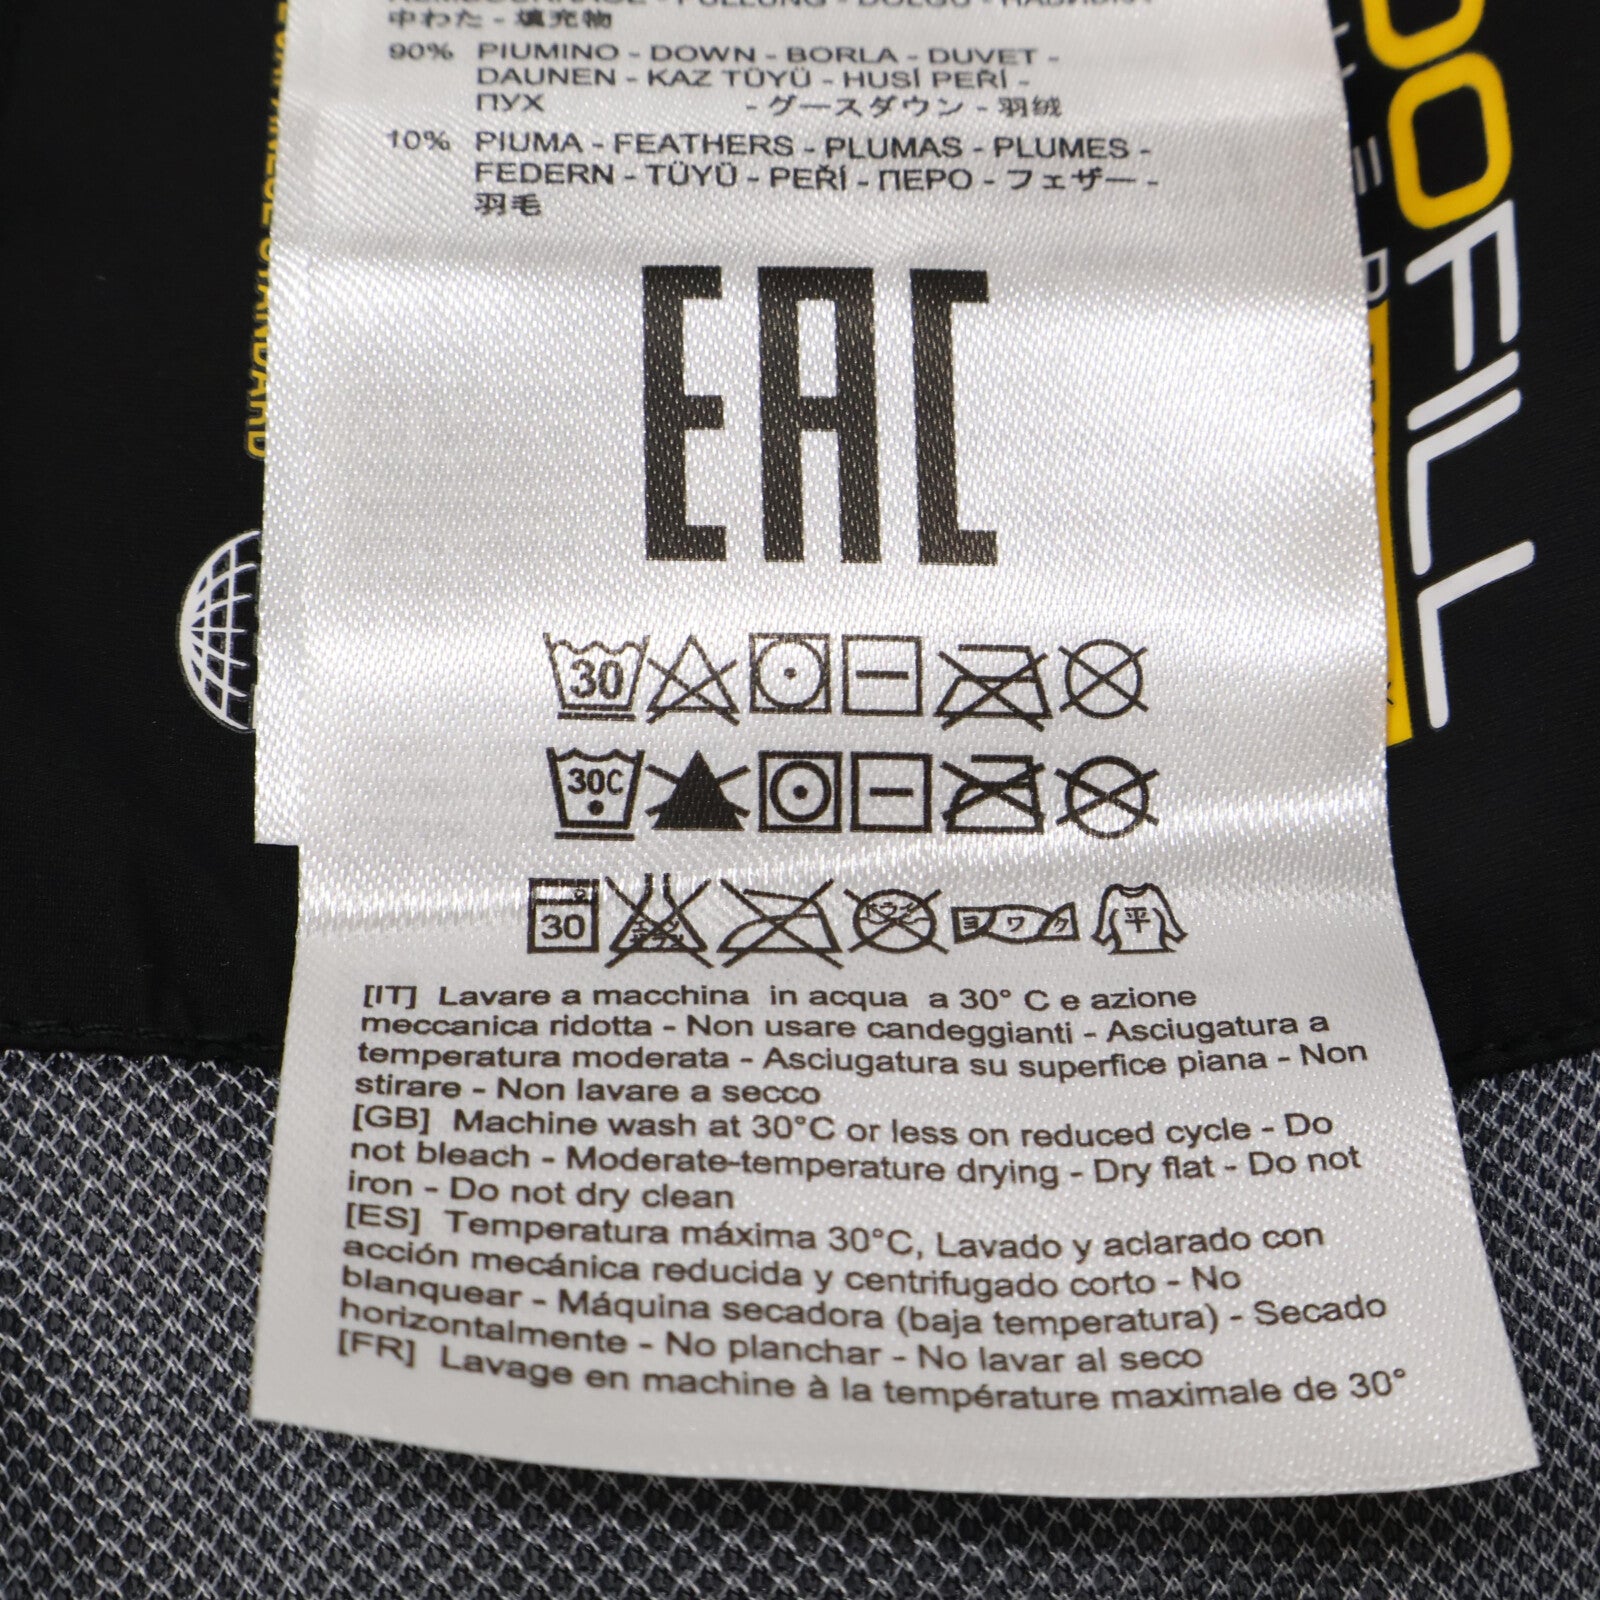 中わた - 填充物
90% PIUMINO - DOWN - BORLA - DUVET -
DAUNEN - KAZ TÜYÜ - HUSÍ PEŘÍ -
ПУХ - グースダウン - 羽绒
10% PIUMA - FEATHERS - PLUMAS - PLUMES -
FEDERN - TÜYÜ - PEŘÍ - ПЕРО - フェザー -
羽毛
EAC
30
30C
30 ヨワク 平
[IT] Lavare a macchina in acqua a 30° C e azione
meccanica ridotta - Non usare candeggianti - Asciugatura a
temperatura moderata - Asciugatura su superfice piana - Non
stirare - Non lavare a secco
[GB] Machine wash at 30°C or less on reduced cycle - Do
not bleach - Moderate-temperature drying - Dry flat - Do not
iron - Do not dry clean
[ES] Temperatura máxima 30°C, Lavado y aclarado con
acción mecánica reducida y centrifugado corto - No
blanquear - Máquina secadora (baja temperatura) - Secado
horizontalmente - No planchar - No lavar al seco
[FR] Lavage en machine à la température maximale de 30°
STANDARD
FILL